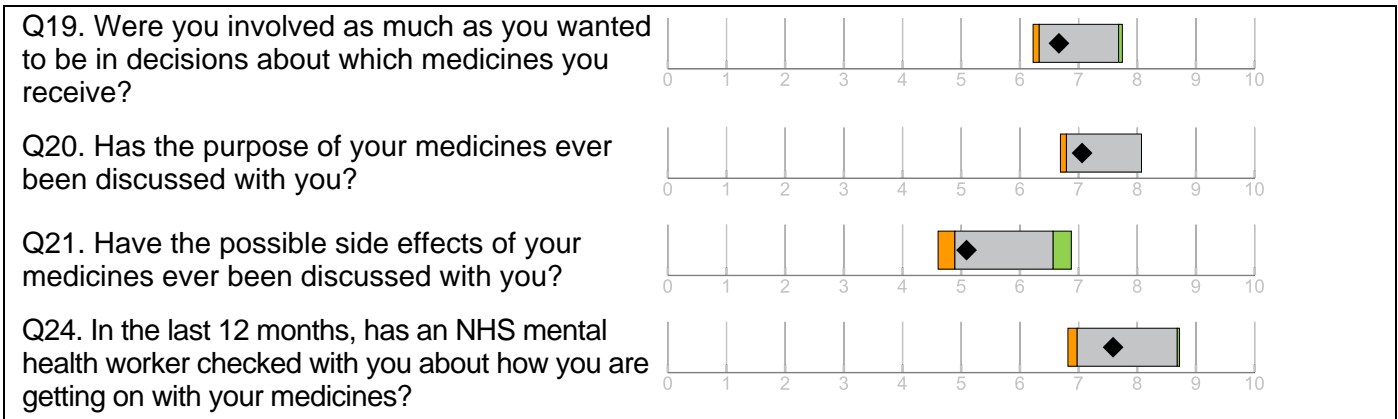 Q19. Were you involved as much as you wanted
to be in decisions about which medicines you
receive?
0 1 2 3 4 5 6 7 8 9 10
Q20. Has the purpose of your medicines ever
been discussed with you?
0 1 2 3 4 5 6 7 8 9 10
Q21. Have the possible side effects of your
medicines ever been discussed with you?
0 1 2 3 4 5 6 7 8 9 10
Q24. In the last 12 months, has an NHS mental
health worker checked with you about how you are
getting on with your medicines?
0 1 2 3 4 5 6 7 8 9 10